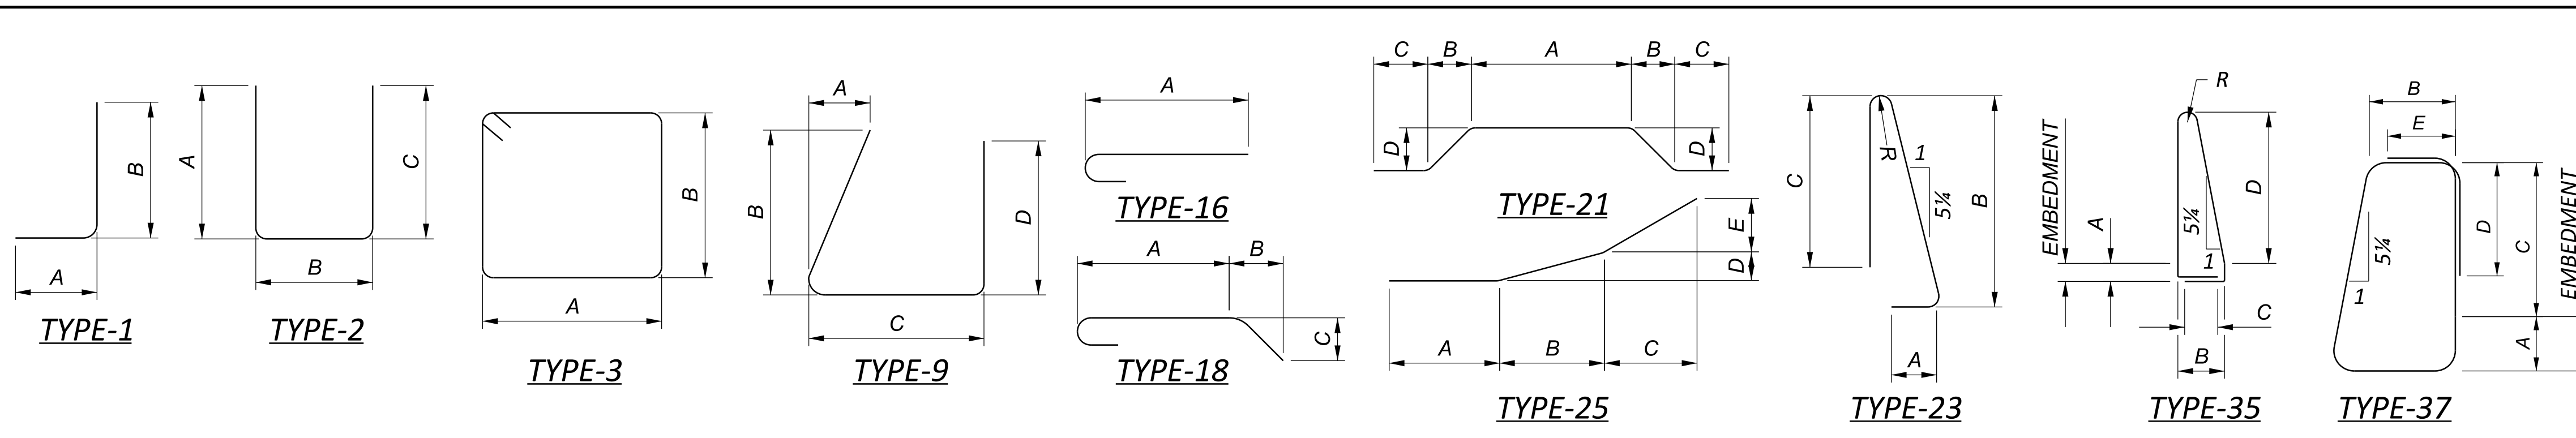 A
B
TYPE-1
A
B
C
TYPE-2
A
B
TYPE-3
A
B
C
D
TYPE-9
A
TYPE-16
A
B
C
TYPE-18
C
B
A
B
C
D
D
TYPE-21
A
B
C
D
E
TYPE-25
C
R
1
5¼
B
A
TYPE-23
EMBEDMENT
A
R
5¼
1
D
C
B
TYPE-35
B
E
5¼
1
D
C
A
EMBEDMENT
TYPE-37